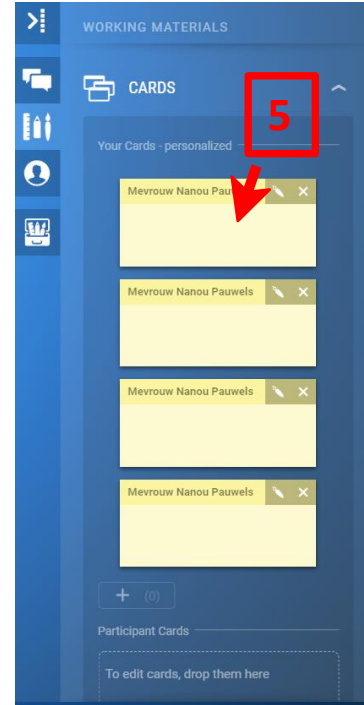 WORKING MATERIALS
CARDS
5
Your Cards - personalized
Mevrouw Nanou Pau
Mevrouw Nanou Pauwels
Mevrouw Nanou Pauwels
Mevrouw Nanou Pauwels
+ (0)
Participant Cards
To edit cards, drop them here